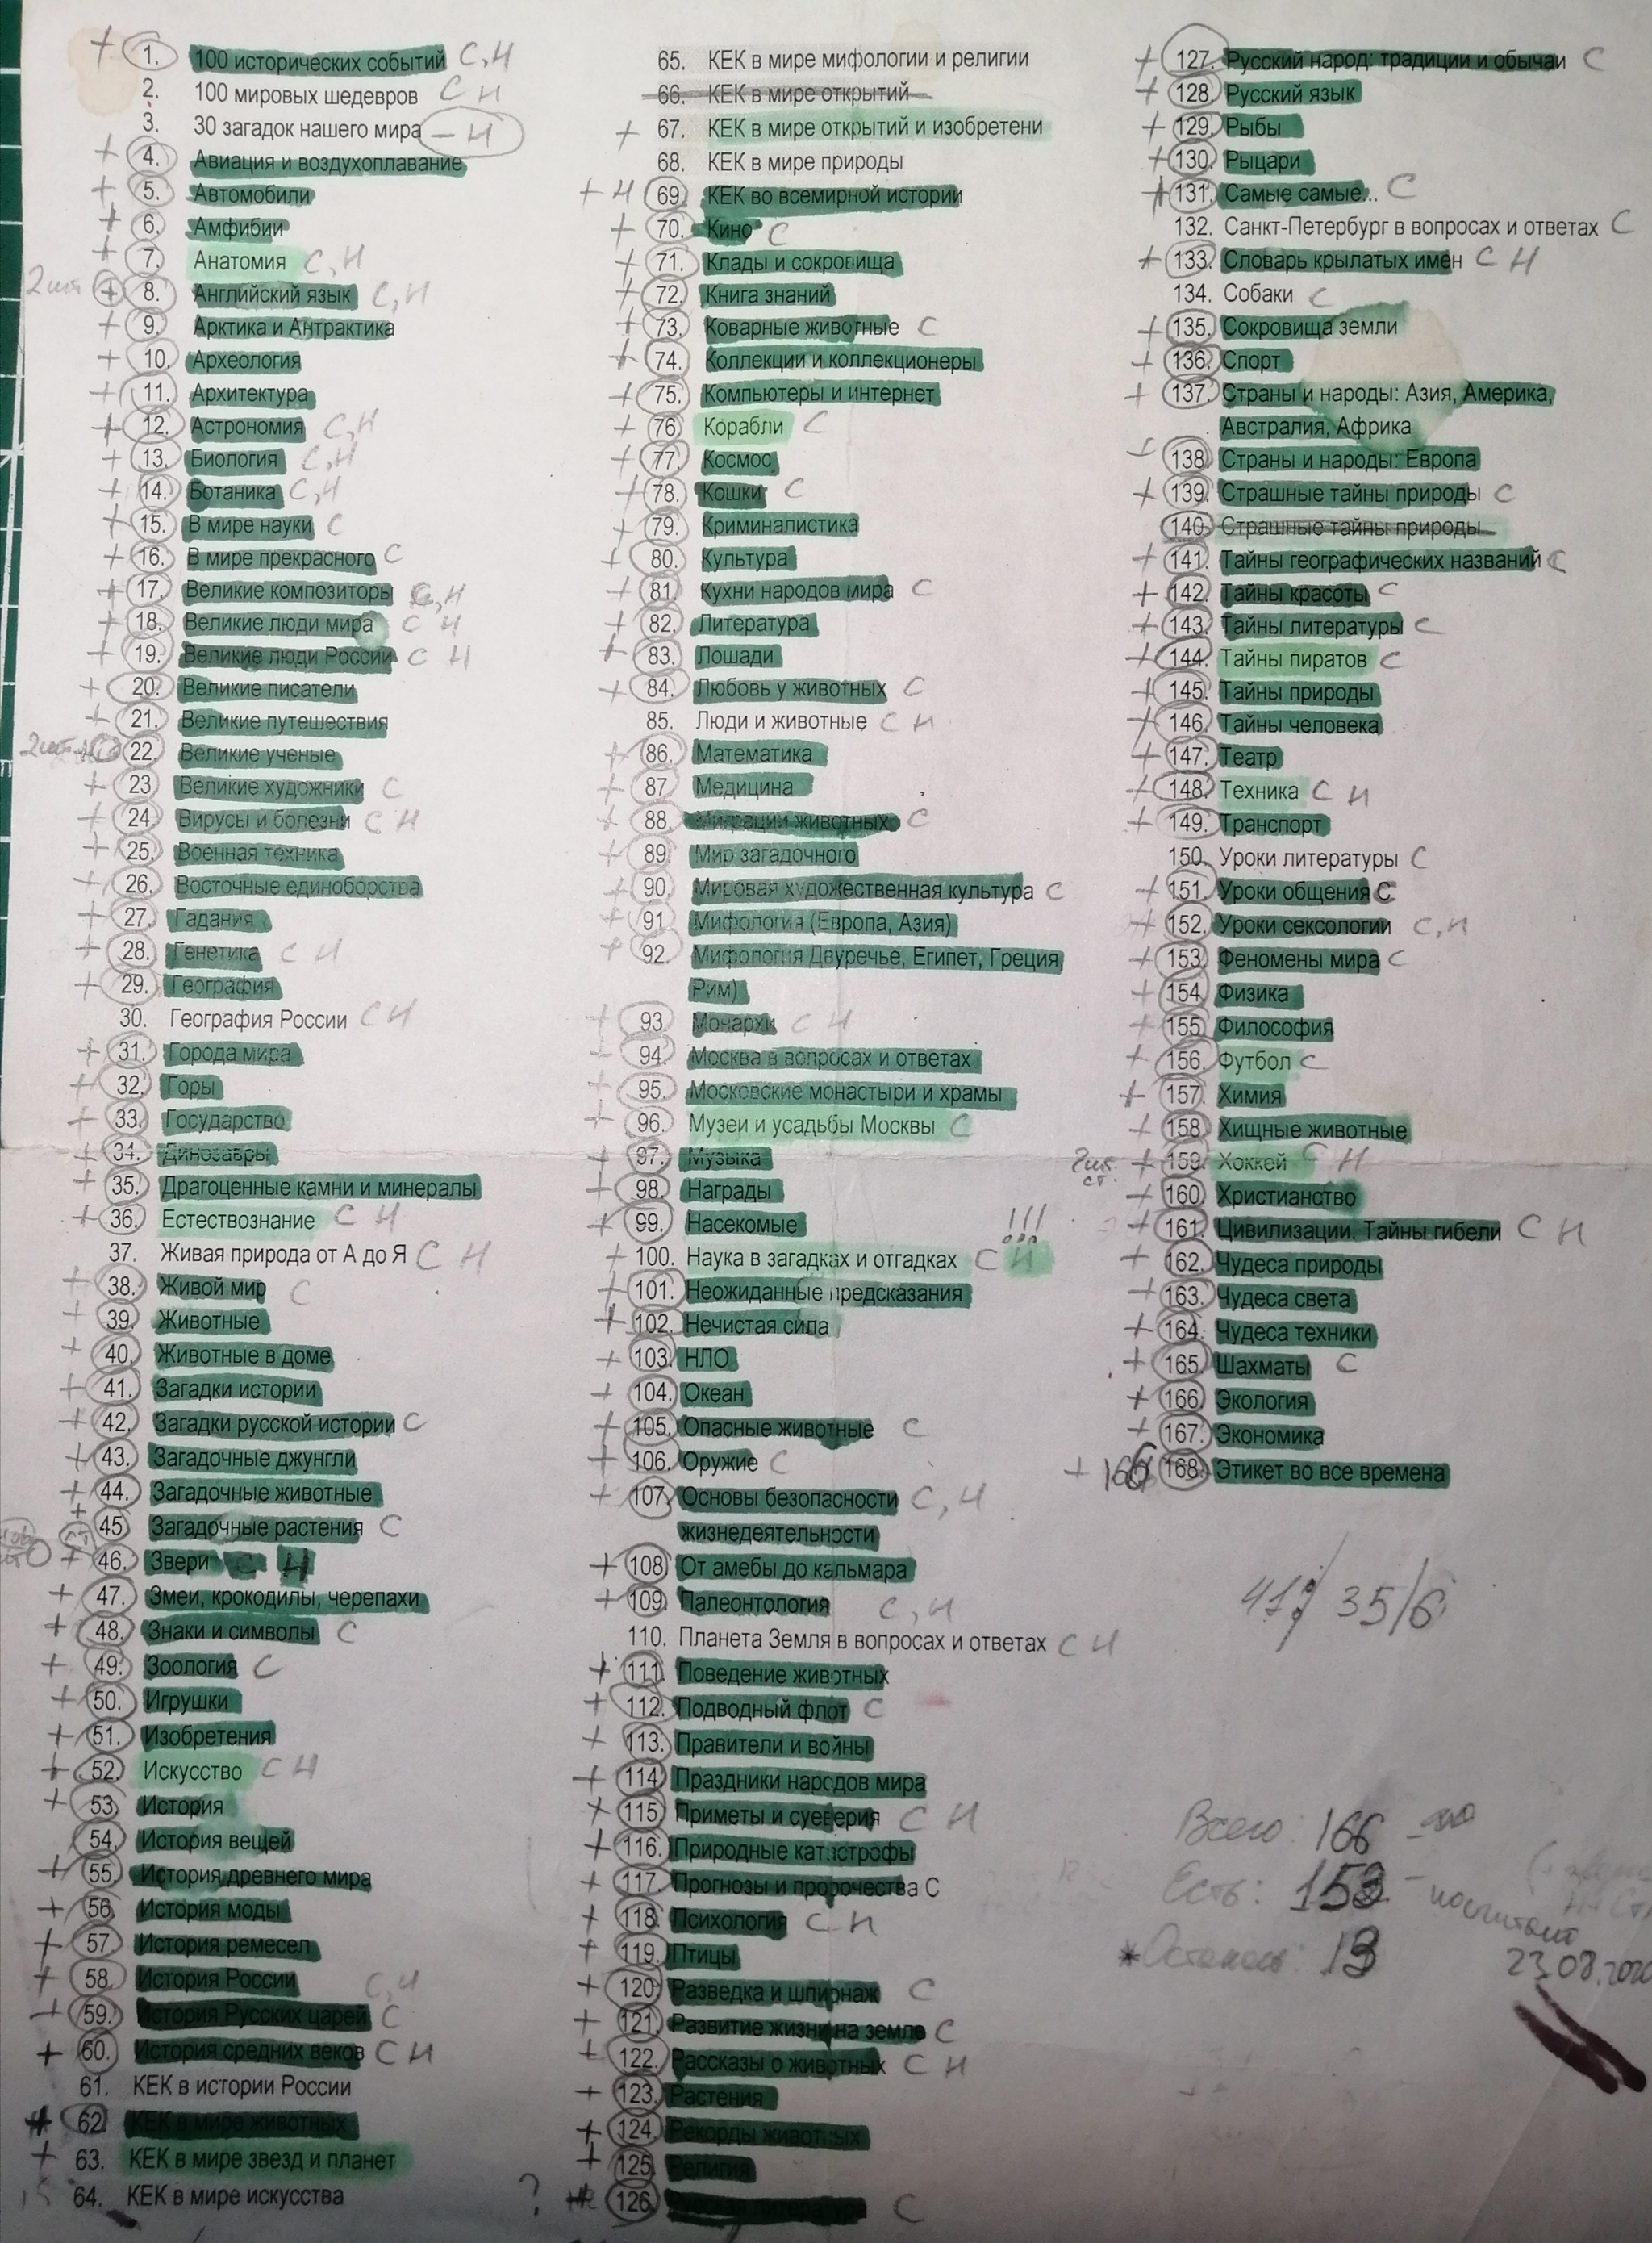 + 1. 100 исторических событий С, Н
2. 100 мировых шедевров С Н
3. 30 загадок нашего мира - Н
+ 4. Авиация и воздухоплавание
+ 5. Автомобили
+ 6. Амфибии
+ 7. Анатомия С, Н
2шт + 8. Английский язык С, Н
+ 9. Арктика и Антрактика
+ 10. Археология
+ 11. Архитектура
+ 12. Астрономия С, Н
+ 13. Биология С, Н
+ 14. Ботаника С, Н
+ 15. В мире науки С
+ 16. В мире прекрасного С
+ 17. Великие композиторы С, Н
+ 18. Великие люди мира С Н
+ 19. Великие люди России С Н
+ 20. Великие писатели
+ 21. Великие путешествия
2шт 22. Великие ученые
+ 23 Великие художники С
+ 24. Вирусы и болезни С Н
+ 25. Военная техника
+ 26. Восточные единоборства
+ 27. Гадания
+ 28. Генетика С Н
+ 29. География
30. География России С Н
+ 31. Города мира
+ 32. Горы
+ 33. Государство
+ 34. Динозавры
+ 35. Драгоценные камни и минералы
+ 36. Естествознание С Н
37. Живая природа от А до Я С Н
+ 38. Живой мир С
+ 39. Животные
+ 40. Животные в доме
+ 41. Загадки истории
+ 42. Загадки русской истории С
+ 43. Загадочные джунгли
+ 44. Загадочные животные
+ 45. Загадочные растения С
+ 46. Звери С Н
+ 47. Змеи, крокодилы, черепахи
+ 48. Знаки и символы С
+ 49. Зоология С
+ 50. Игрушки
+ 51. Изобретения
+ 52. Искусство С Н
+ 53. История
54. История вещей
+ 55. История древнего мира
+ 56. История моды
+ 57. История ремесел
+ 58. История России С, Н
+ 59. История Русских царей С
+ 60. История средних веков С Н
61. КЕК в истории России
+ 62. КЕК в мире животных
+ 63. КЕК в мире звезд и планет
64. КЕК в мире искусства
65. КЕК в мире мифологии и религии
66. КЕК в мире открытий
+ 67. КЕК в мире открытий и изобретени
68. КЕК в мире природы
+ Н 69. КЕК во всемирной истории
+ 70. Кино С
+ 71. Клады и сокровища
+ 72. Книга знаний
+ 73. Коварные животные С
+ 74. Коллекции и коллекционеры
+ 75. Компьютеры и интернет
+ 76 Корабли С
+ 77. Космос
+ 78. Кошки С
+ 79. Криминалистика
+ 80. Культура
+ 81. Кухни народов мира С
+ 82. Литература
+ 83. Лошади
+ 84. Любовь у животных С
85. Люди и животные С Н
+ 86. Математика
+ 87. Медицина
+ 88. Миграции животных С
+ 89 Мир загадочного
+ 90. Мировая художественная культура С
+ 91 Мифология (Европа, Азия)
+ 92. Мифология Двуречье, Египет, Греция,
Рим)
+ 93 Монархи С Н
+ 94. Москва в вопросах и ответах
+ 95. Московские монастыри и храмы
+ 96. Музеи и усадьбы Москвы С
+ 97. Музыка
+ 98. Награды
+ 99. Насекомые
!!!
+ 100. Наука в загадках и отгадках С Н
+ 101. Неожиданные предсказания
+ 102. Нечистая сила
+ 103. НЛО
+ 104. Океан
+ 105. Опасные животные С
+ 106. Оружие С
+ 107. Основы безопасности С, Н
жизнедеятельности
+ 108. От амебы до кальмара
+ 109. Палеонтология С, Н
110. Планета Земля в вопросах и ответах С Н
+ 111. Поведение животных
+ 112. Подводный флот С
+ 113. Правители и войны
+ 114. Праздники народов мира
+ 115. Приметы и суеверия С Н
+ 116. Природные катастрофы
+ 117. Прогнозы и пророчества С
+ 118. Психология С Н
+ 119. Птицы
+ 120. Разведка и шпионаж С
+ 121. Развитие жизни на земле С
+ 122. Рассказы о животных С Н
+ 123. Растения
+ 124. Рекорды животных
+ 125. Религия
? 126. С
+ 127. Русский народ: традиции и обычаи С
+ 128. Русский язык
+ 129. Рыбы
+ 130. Рыцари
+ 131. Самые самые... С
132. Санкт-Петербург в вопросах и ответах С
+ 133. Словарь крылатых имен С Н
134. Собаки С
+ 135. Сокровища земли
+ 136. Спорт
+ 137. Страны и народы: Азия, Америка,
Австралия, Африка
138. Страны и народы: Европа
+ 139. Страшные тайны природы С
140. Страшные тайны природы
+ 141. Тайны географических названий С
+ 142. Тайны красоты С
+ 143. Тайны литературы С
+ 144. Тайны пиратов С
+ 145. Тайны природы
+ 146. Тайны человека
+ 147. Театр
+ 148. Техника С Н
+ 149. Транспорт
150. Уроки литературы С
+ 151. Уроки общения С
+ 152. Уроки сексологии С, Н
+ 153. Феномены мира С
+ 154. Физика
+ 155. Философия
+ 156. Футбол С
+ 157. Химия
+ 158. Хищные животные
2шт. ст. + 159. Хоккей С Н
+ 160. Христианство
+ 161. Цивилизации. Тайны гибели С Н
+ 162. Чудеса природы
+ 163. Чудеса света
+ 164. Чудеса техники
+ 165. Шахматы С
+ 166. Экология
+ 167. Экономика
+ 166 168. Этикет во все времена
35/6
Всего: 166
Есть: 153 - посчитано
*Осталось: 13
23.08.2020